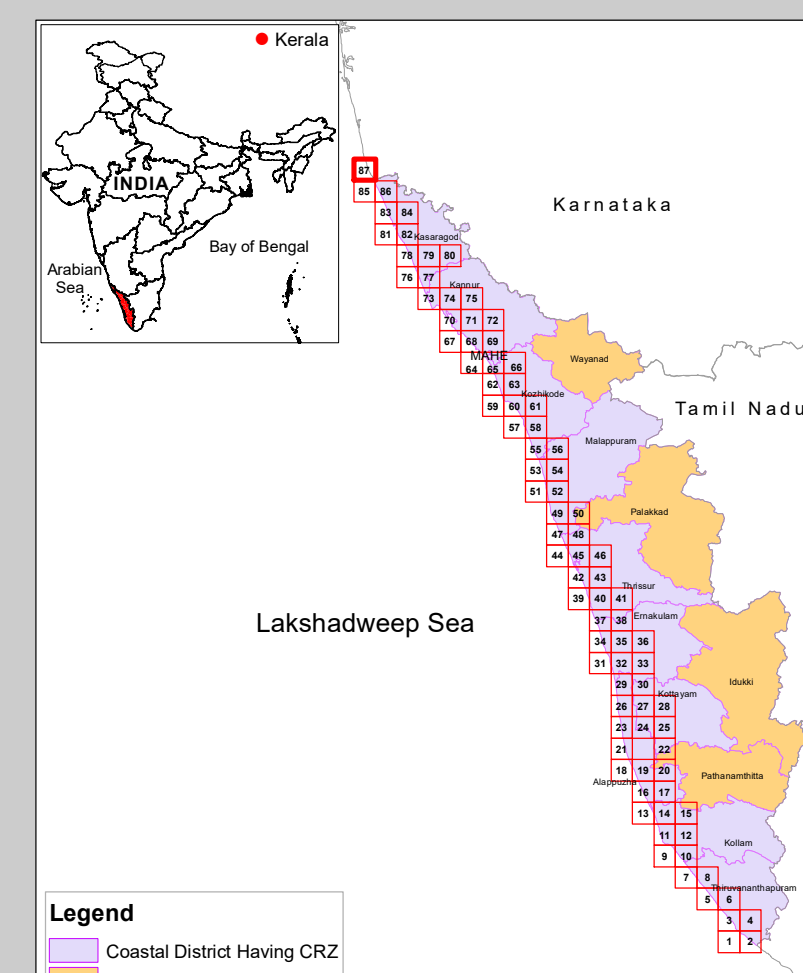 Kerala
INDIA
Bay of Bengal
Arabian
Sea
Karnataka
87
85 86
83 84
81 82
Kasaragod
78 79 80
76 77
Kannur
73 74 75
70 71 72
67 68 69
MAHE
Wayanad
64 65 66
62 63
Kozhikode
59 60 61
Tamil Nadu
57 58
Malappuram
55 56
53 54
51 52
49 50
Palakkad
47 48
44 45 46
42 43
Thrissur
39 40 41
Ernakulam
37 38
Lakshadweep Sea
34 35 36
31 32 33
29 30
Idukki
Kottayam
26 27 28
23 24 25
21 22
18 19 20
Pathanamthitta
Alappuzha
16 17
13 14 15
11 12
Kollam
9 10
7 8
Thiruvananthapuram
5 6
3 4
1 2
Legend
Coastal District Having CRZ